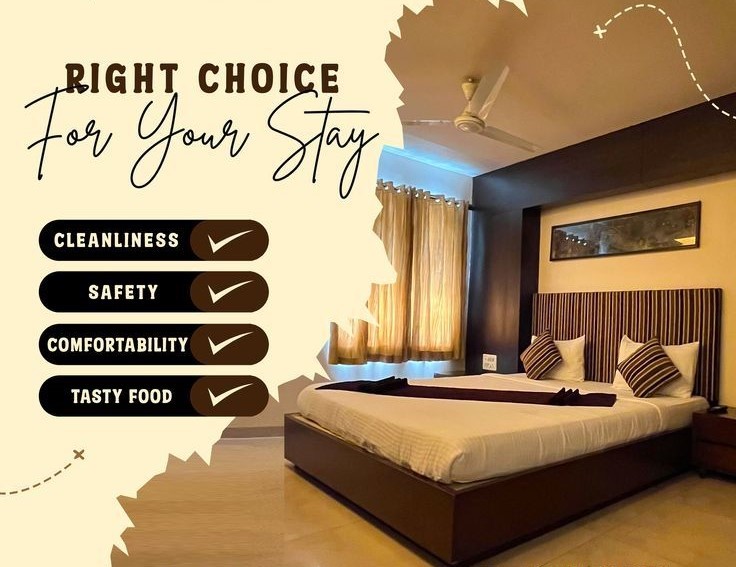 RIGHT CHOICE
For Your Stay
CLEANLINESS
SAFETY
COMFORTABILITY
TASTY FOOD